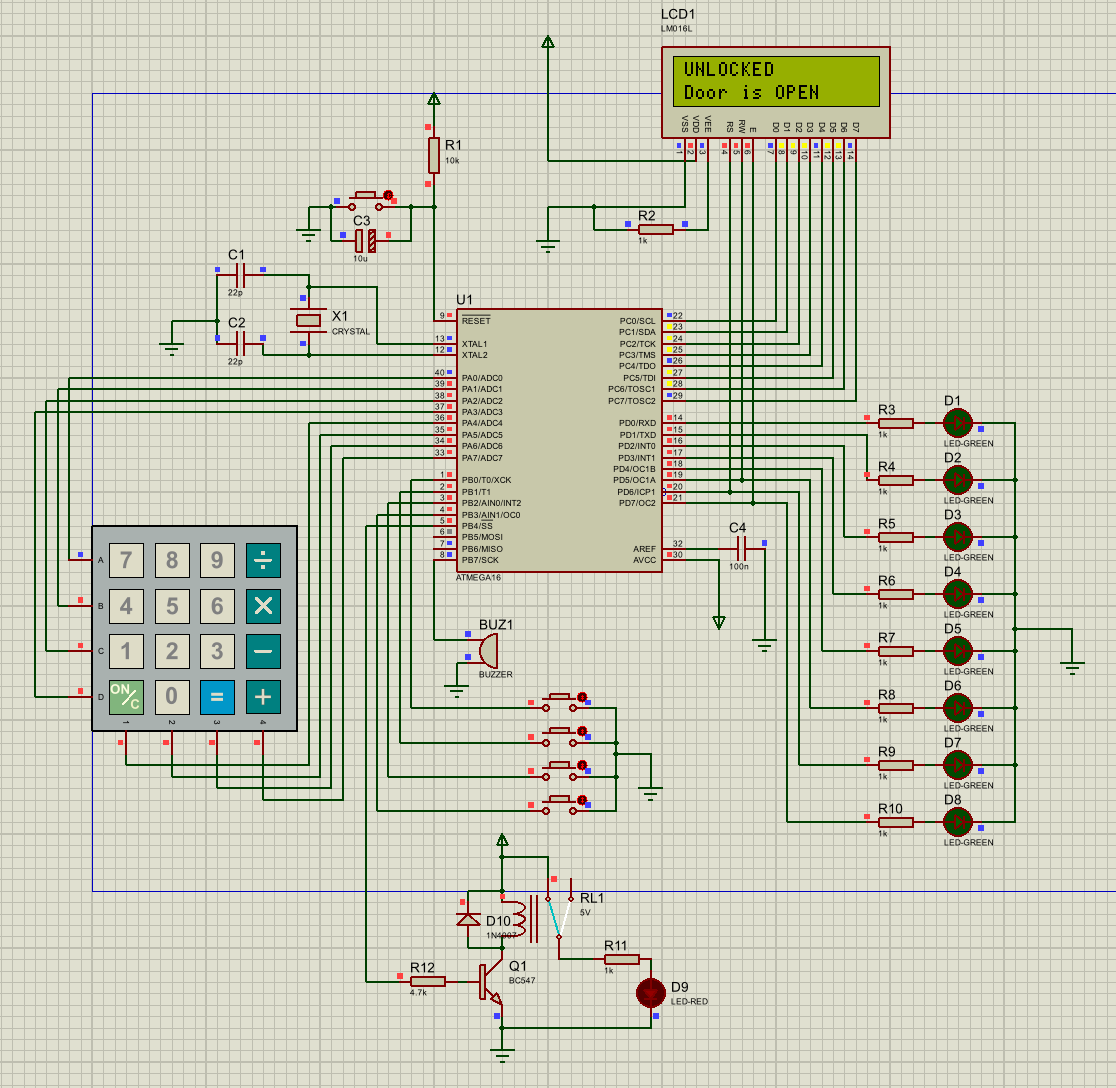 LCD1
LM016L
UNLOCKED
Door is OPEN
VSS VDD VEE RS RW E D0 D1 D2 D3 D4 D5 D6 D7
1 2 3 4 5 6 7 8 9 10 11 12 13 14
R1
10k
C3
10u
R2
1k
C1
22p
X1
CRYSTAL
C2
22p
U1
9 RESET PC0/SCL 22
PC1/SDA 23
13 XTAL1 PC2/TCK 24
12 XTAL2 PC3/TMS 25
PC4/TDO 26
40 PA0/ADC0 PC5/TDI 27
39 PA1/ADC1 PC6/TOSC1 28
38 PA2/ADC2 PC7/TOSC2 29
37 PA3/ADC3
36 PA4/ADC4 PD0/RXD 14
35 PA5/ADC5 PD1/TXD 15
34 PA6/ADC6 PD2/INT0 16
33 PA7/ADC7 PD3/INT1 17
PD4/OC1B 18
1 PB0/T0/XCK PD5/OC1A 19
2 PB1/T1 PD6/ICP1 20
3 PB2/AIN0/INT2 PD7/OC2 21
4 PB3/AIN1/OC0
5 PB4/SS
6 PB5/MOSI
7 PB6/MISO AREF 32
8 PB7/SCK AVCC 30
ATMEGA16
C4
100n
R3
1k
D1
LED-GREEN
R4
1k
D2
LED-GREEN
R5
1k
D3
LED-GREEN
R6
1k
D4
LED-GREEN
R7
1k
D5
LED-GREEN
R8
1k
D6
LED-GREEN
R9
1k
D7
LED-GREEN
R10
1k
D8
LED-GREEN
A 7 8 9 ÷
B 4 5 6 ×
C 1 2 3 −
D ON/C 0 = +
1 2 3 4
BUZ1
BUZZER
D10
1N4007
RL1
5V
R11
1k
R12
4.7k
Q1
BC547
D9
LED-RED